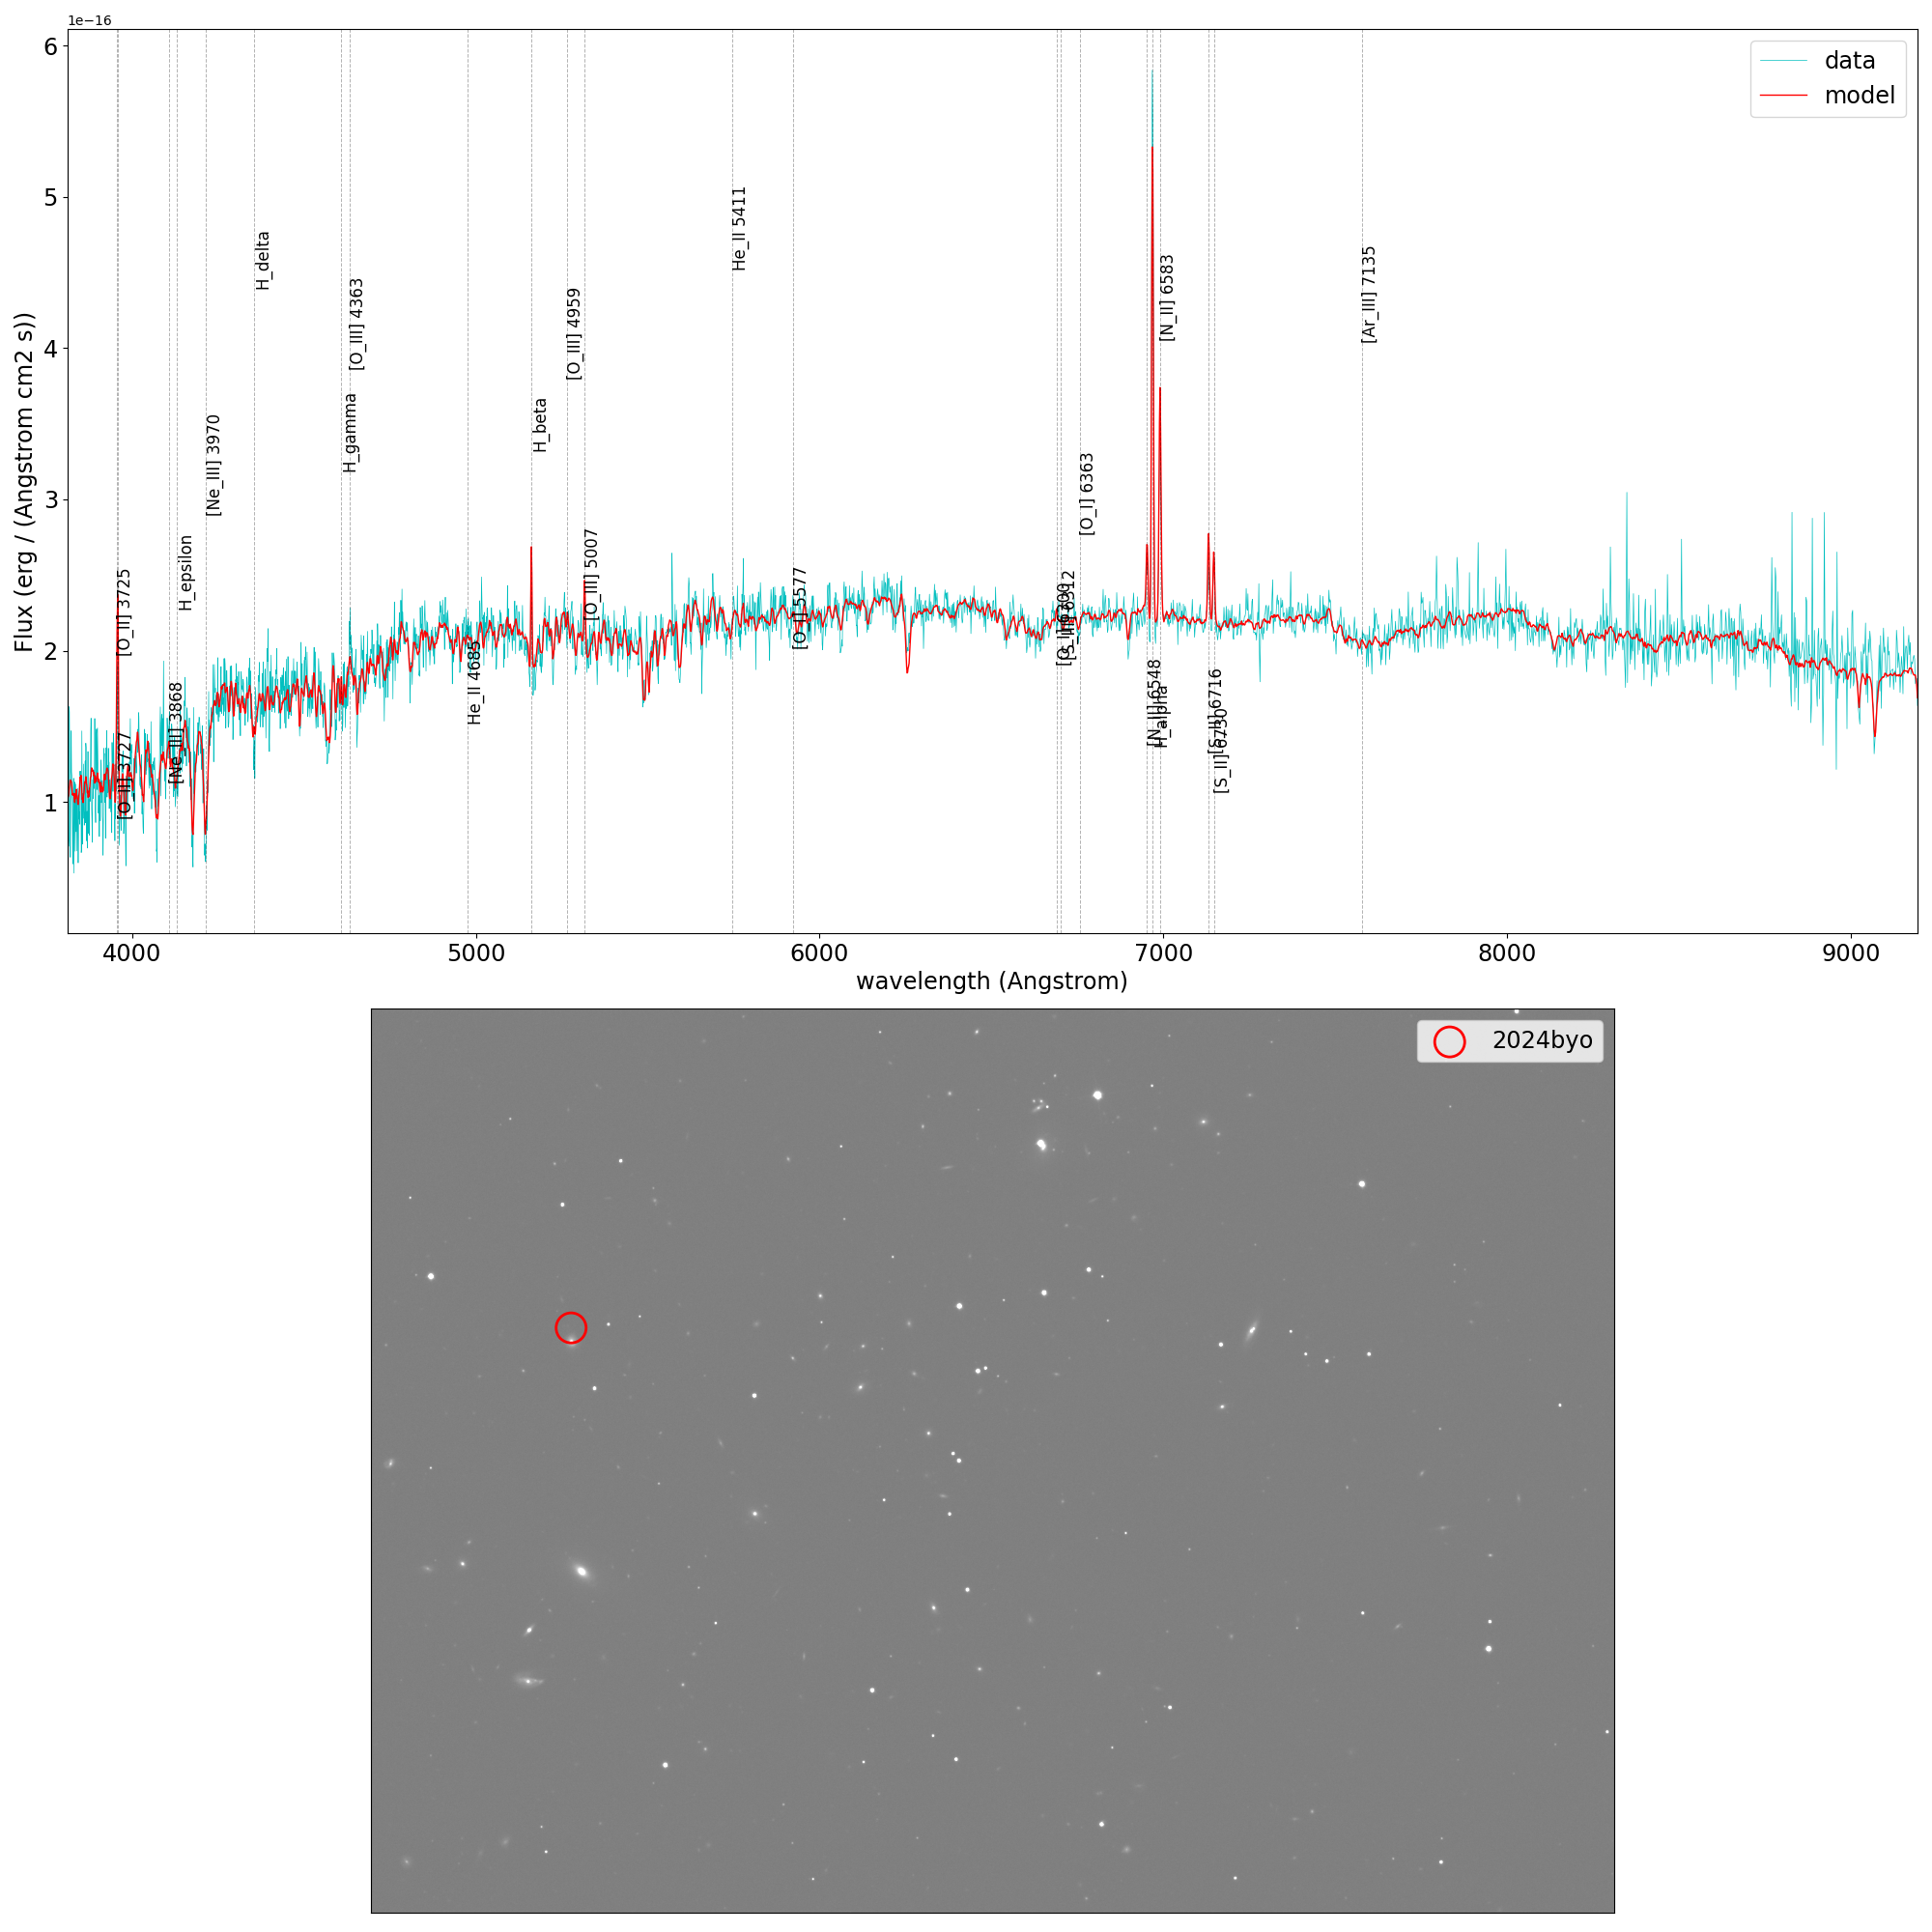 1e−16
data
model
Flux (erg / (Angstrom cm2 s))
6
5
4
3
2
1
[O_II] 3725
[O_II] 3727
[Ne_III] 3868
H_epsilon
[Ne_III] 3970
H_delta
H_gamma
[O_III] 4363
He_II 4685
H_beta
[O_III] 4959
[O_III] 5007
He_II 5411
[O_I] 5577
[S_III] 6312
[O_I] 6363
[N_II] 6548
H_alpha
[N_II] 6583
[S_II] 6716
[S_II] 6730
[Ar_III] 7135
4000 5000 6000 7000 8000 9000
wavelength (Angstrom)
2024byo